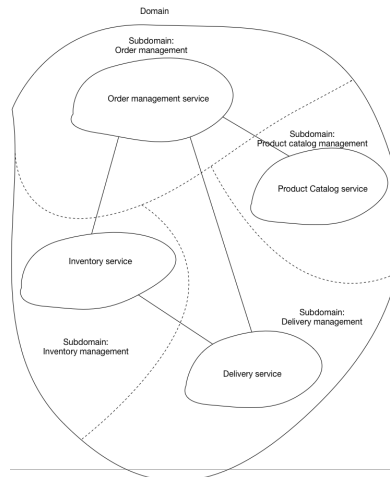 Domain
Subdomain:
Order management
Order management service
Subdomain:
Product catalog management
Product Catalog service
Inventory service
Subdomain:
Delivery management
Subdomain:
Inventory management
Delivery service